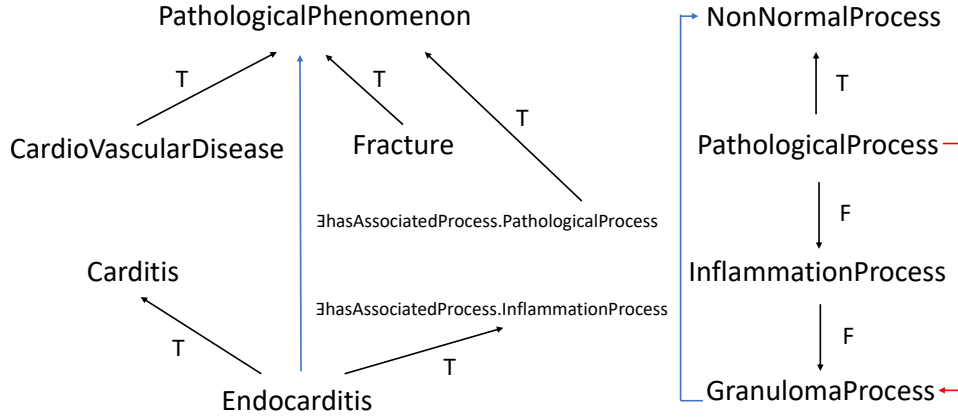 PathologicalPhenomenon
NonNormalProcess
T
T
T
T
CardioVascularDisease
Fracture
PathologicalProcess
∃hasAssociatedProcess.PathologicalProcess
F
Carditis
InflammationProcess
∃hasAssociatedProcess.InflammationProcess
T
T
F
Endocarditis
GranulomaProcess